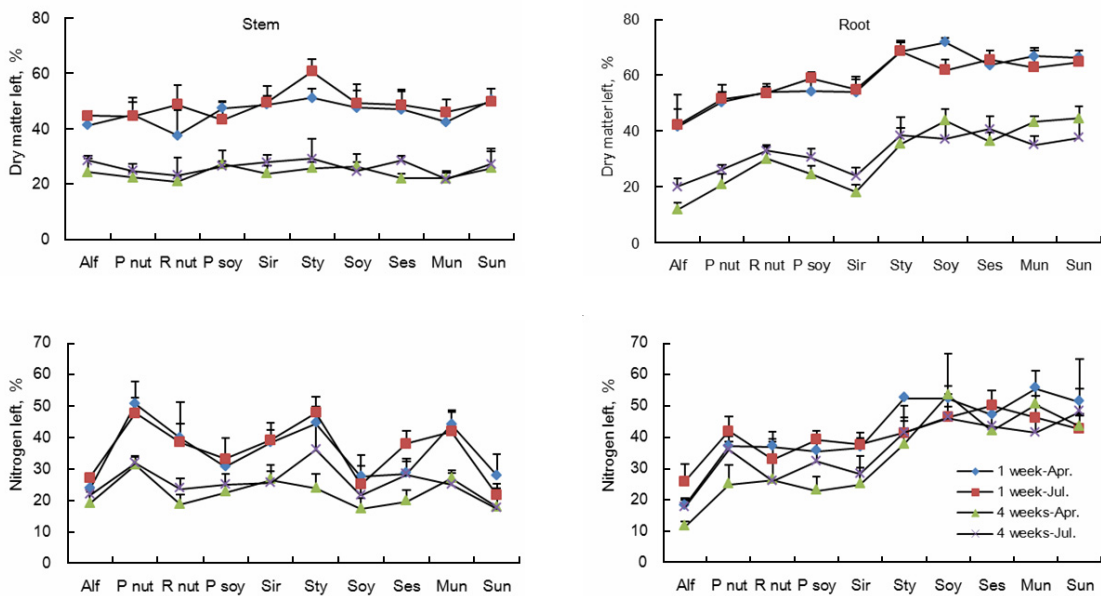 Stem
Dry matter left, %
80
60
40
20
0
Alf P nut R nut P soy Sir Sty Soy Ses Mun Sun
Root
Dry matter left, %
80
60
40
20
0
Alf P nut R nut P soy Sir Sty Soy Ses Mun Sun
Nitrogen left, %
70
60
50
40
30
20
10
0
Alf P nut R nut P soy Sir Sty Soy Ses Mun Sun
Nitrogen left, %
70
60
50
40
30
20
10
0
Alf P nut R nut P soy Sir Sty Soy Ses Mun Sun
1 week-Apr.
1 week-Jul.
4 weeks-Apr.
4 weeks-Jul.